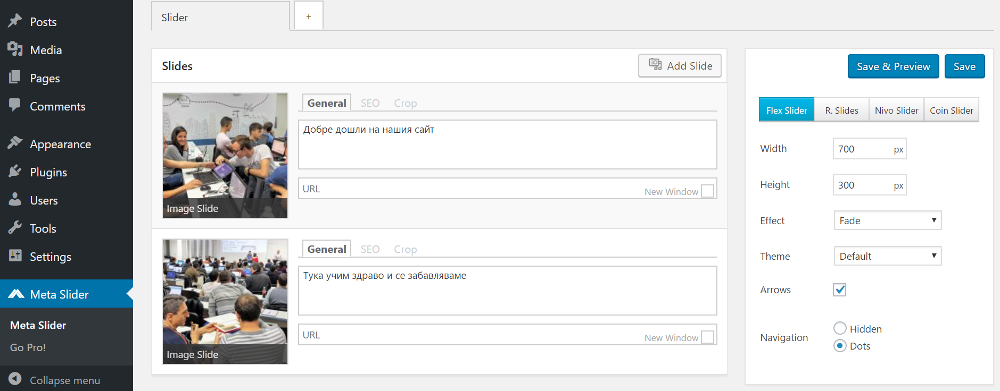 Posts
Media
Pages
Comments
Appearance
Plugins
Users
Tools
Settings
Meta Slider
Meta Slider
Go Pro!
Collapse menu
Slider
+
Slides
Add Slide
General SEO Crop
Добре дошли на нашия сайт
URL
New Window
Image Slide
General SEO Crop
Тука учим здраво и се забавляваме
URL
New Window
Image Slide
Save & Preview Save
Flex Slider R. Slides Nivo Slider Coin Slider
Width 700 px
Height 300 px
Effect Fade
Theme Default
Arrows
Navigation
Hidden
Dots